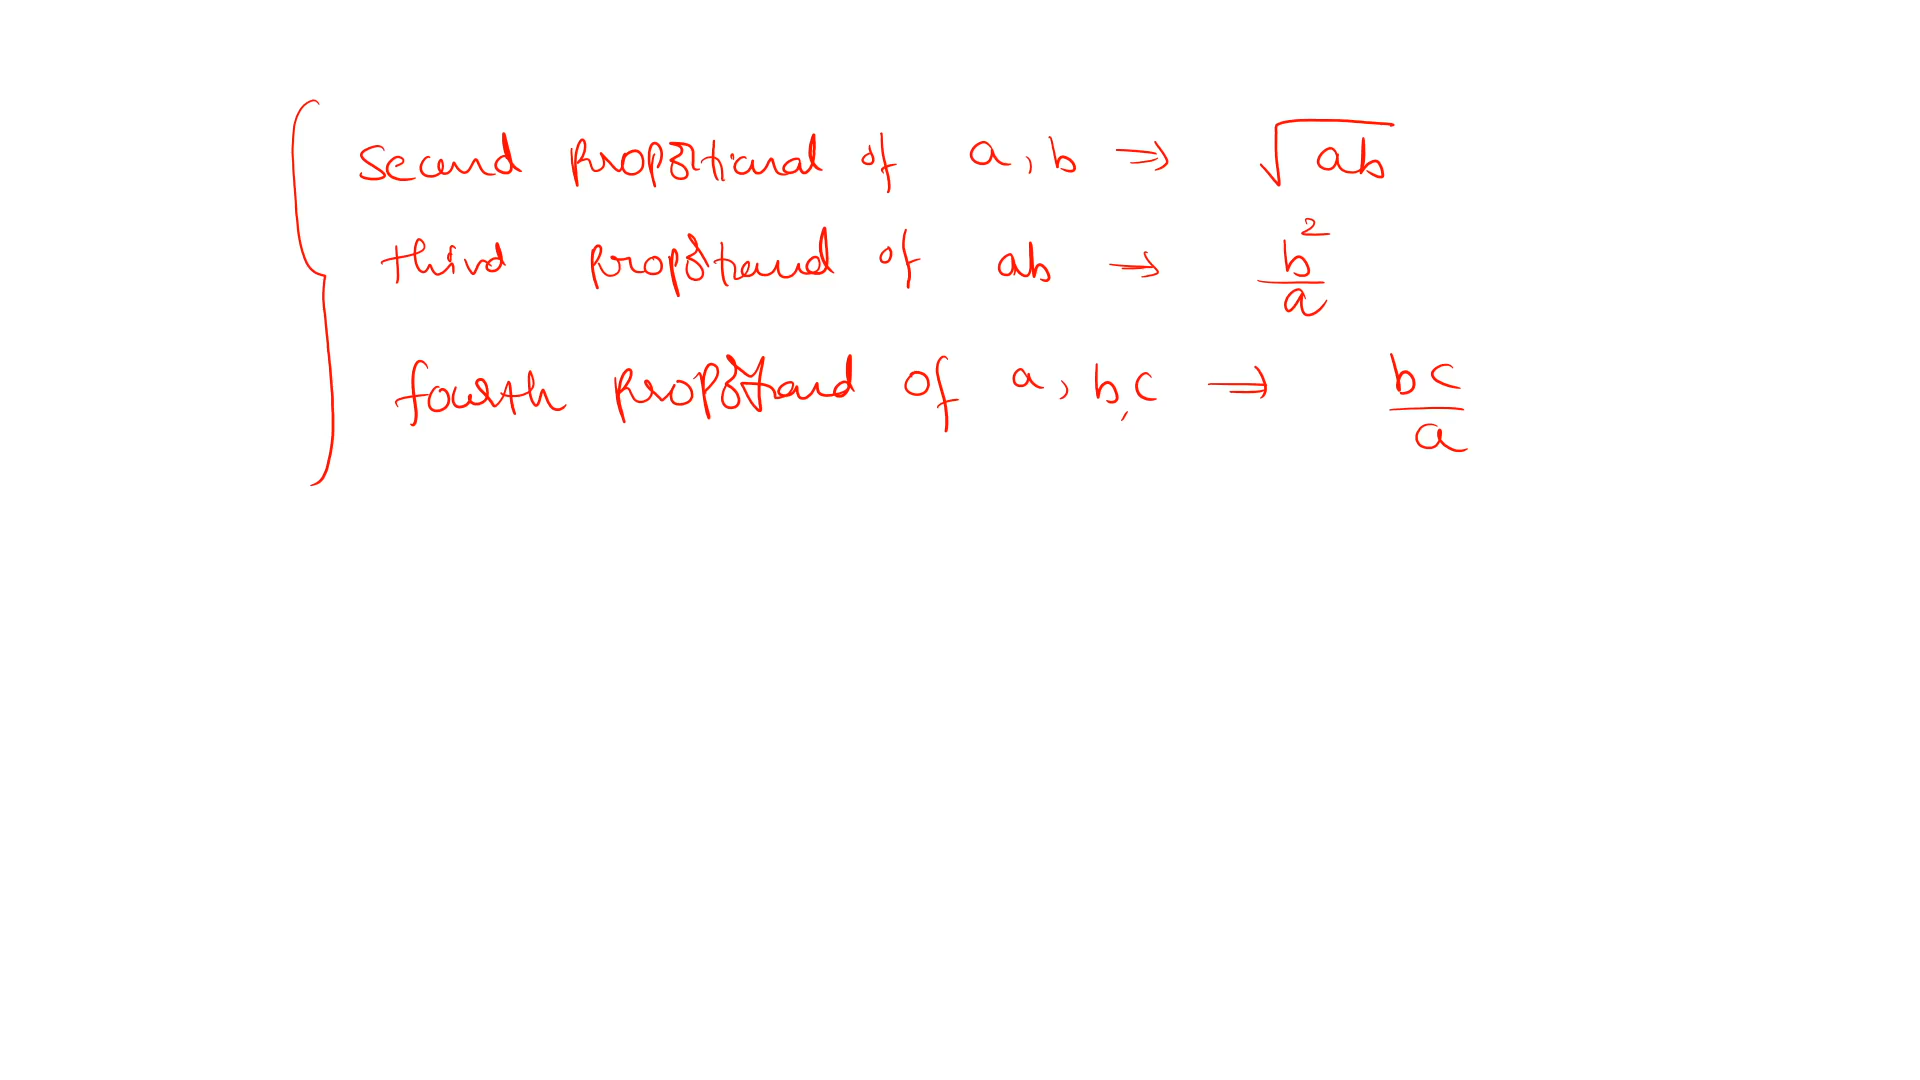 second proportional of a, b ⇒ √ab
third proportional of ab → b²/a
fourth proportional of a, b, c ⇒ bc/a